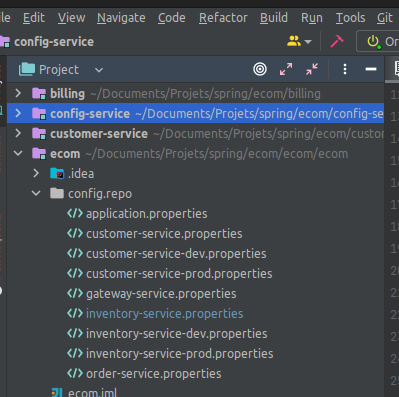 File Edit View Navigate Code Refactor Build Run Tools Git
config-service
Or
Project
billing ~/Documents/Projets/spring/ecom/billing
config-service ~/Documents/Projets/spring/ecom/config-se
customer-service ~/Documents/Projets/spring/ecom/custo
ecom ~/Documents/Projets/spring/ecom/ecom/ecom
.idea
config.repo
application.properties
customer-service.properties
customer-service-dev.properties
customer-service-prod.properties
gateway-service.properties
inventory-service.properties
inventory-service-dev.properties
inventory-service-prod.properties
order-service.properties
ecom.iml